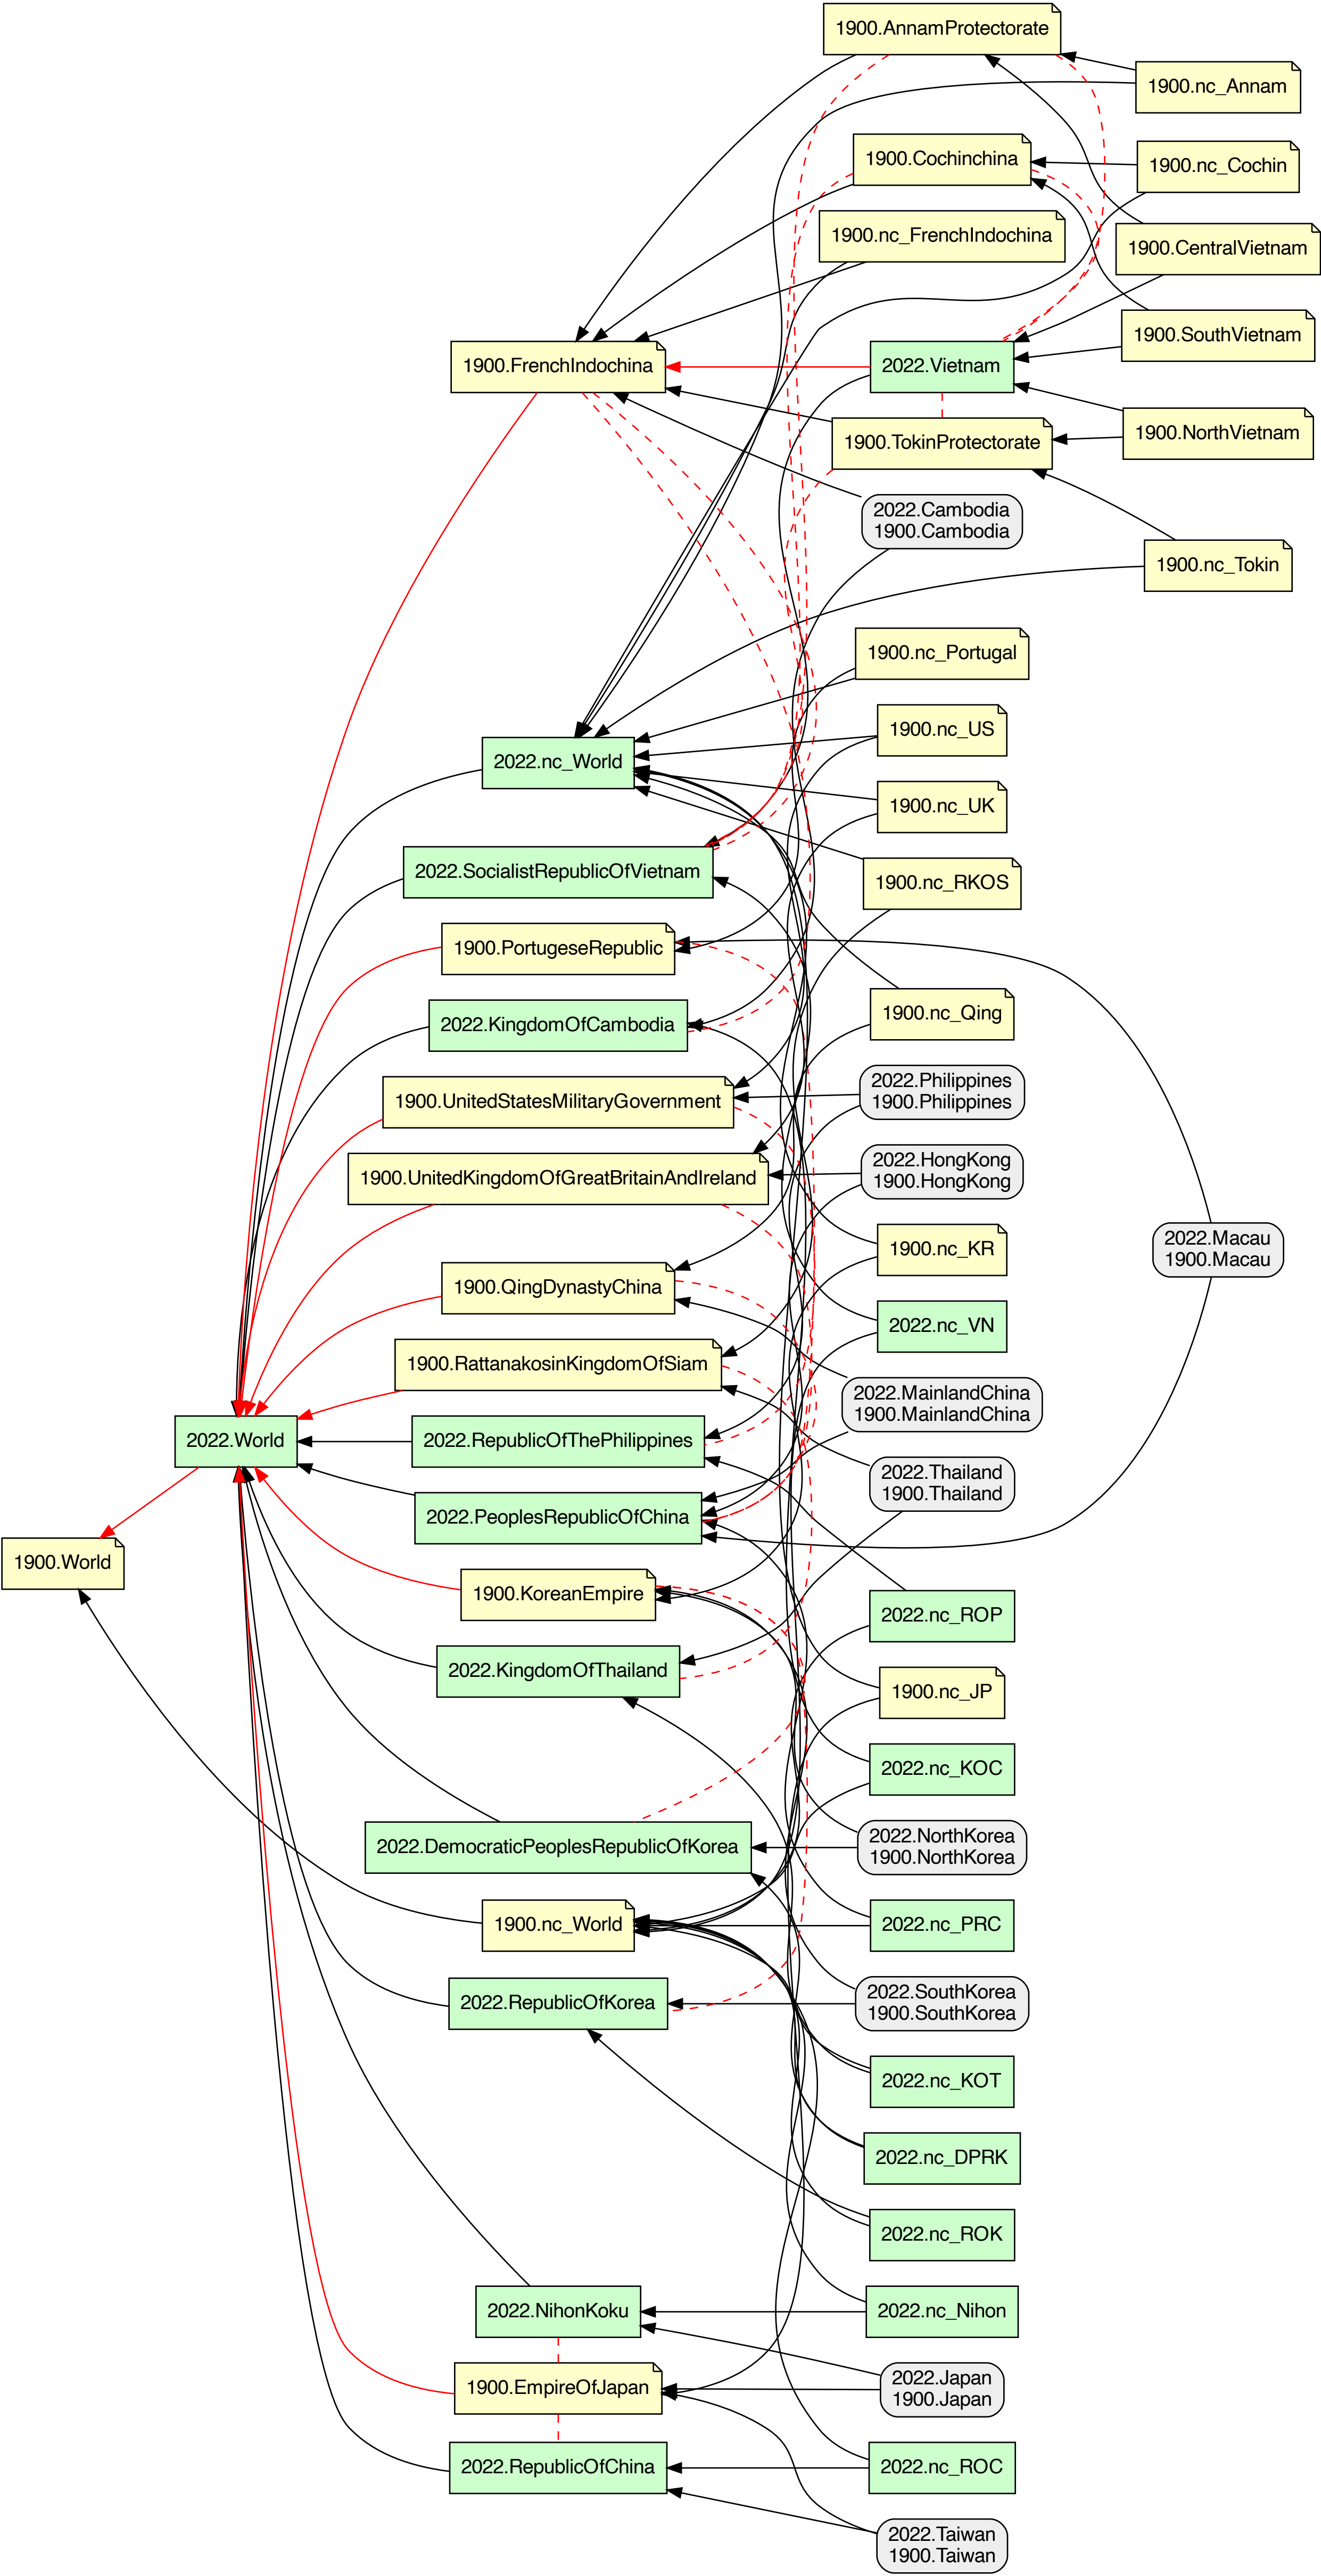 1900.AnnamProtectorate
1900.nc_Annam
1900.Cochinchina
1900.nc_Cochin
1900.nc_FrenchIndochina
1900.CentralVietnam
1900.SouthVietnam
1900.FrenchIndochina
2022.Vietnam
1900.NorthVietnam
1900.TokinProtectorate
2022.Cambodia
1900.Cambodia
1900.nc_Tokin
1900.nc_Portugal
1900.nc_US
2022.nc_World
1900.nc_UK
2022.SocialistRepublicOfVietnam
1900.nc_RKOS
1900.PortugeseRepublic
1900.nc_Qing
2022.KingdomOfCambodia
2022.Philippines
1900.Philippines
1900.UnitedStatesMilitaryGovernment
2022.HongKong
1900.HongKong
1900.UnitedKingdomOfGreatBritainAndIreland
1900.nc_KR
2022.Macau
1900.Macau
1900.QingDynastyChina
2022.nc_VN
1900.RattanakosinKingdomOfSiam
2022.MainlandChina
1900.MainlandChina
2022.World
2022.RepublicOfThePhilippines
2022.Thailand
1900.Thailand
2022.PeoplesRepublicOfChina
1900.World
1900.KoreanEmpire
2022.nc_ROP
2022.KingdomOfThailand
1900.nc_JP
2022.nc_KOC
2022.DemocraticPeoplesRepublicOfKorea
2022.NorthKorea
1900.NorthKorea
1900.nc_World
2022.nc_PRC
2022.RepublicOfKorea
2022.SouthKorea
1900.SouthKorea
2022.nc_KOT
2022.nc_DPRK
2022.nc_ROK
2022.NihonKoku
2022.nc_Nihon
1900.EmpireOfJapan
2022.Japan
1900.Japan
2022.RepublicOfChina
2022.nc_ROC
2022.Taiwan
1900.Taiwan